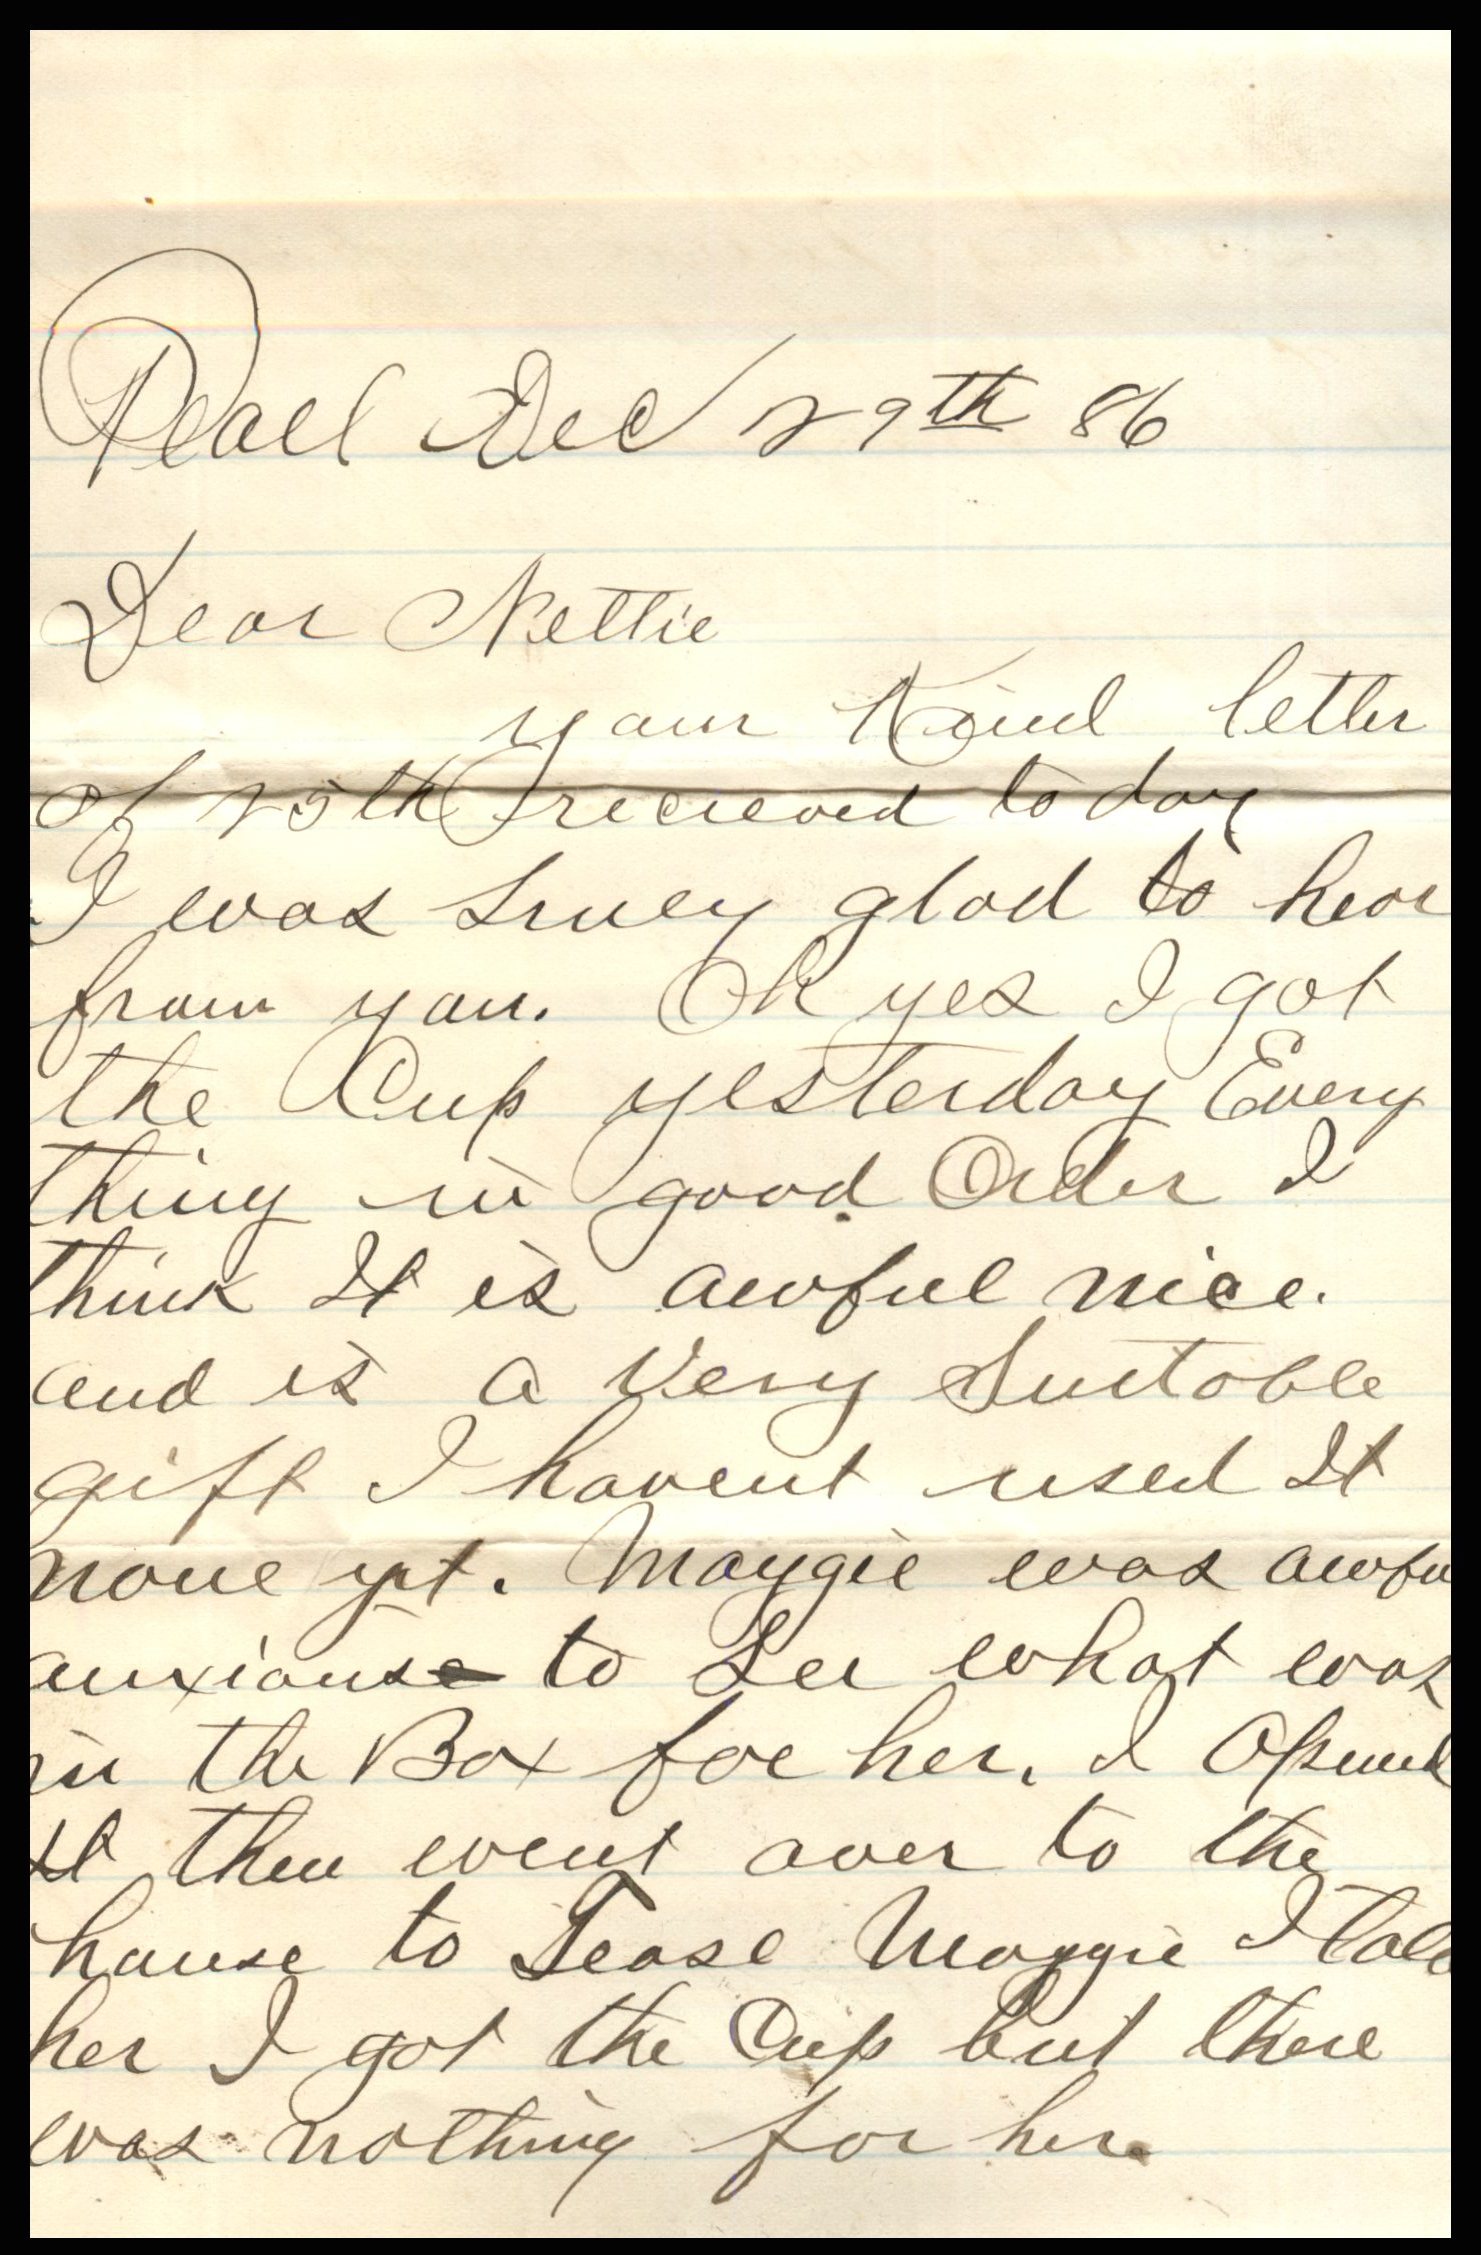 Pearl Dec 29th 86
Dear Nettie
your Kind letter
of 25th recieved to day
I was truly glad to hear
from you. Oh yes I got
the Cup yesterday Every
thing in good Order I
think It is awful nice.
and is a Very Suitable
gift I havent used It
none yet. Maggie was awfu
anxious to See what was
in the Box for her. I Opened
It then went over to the
house to Tease Maggie I told
her I got the Cup but there
was nothing for her